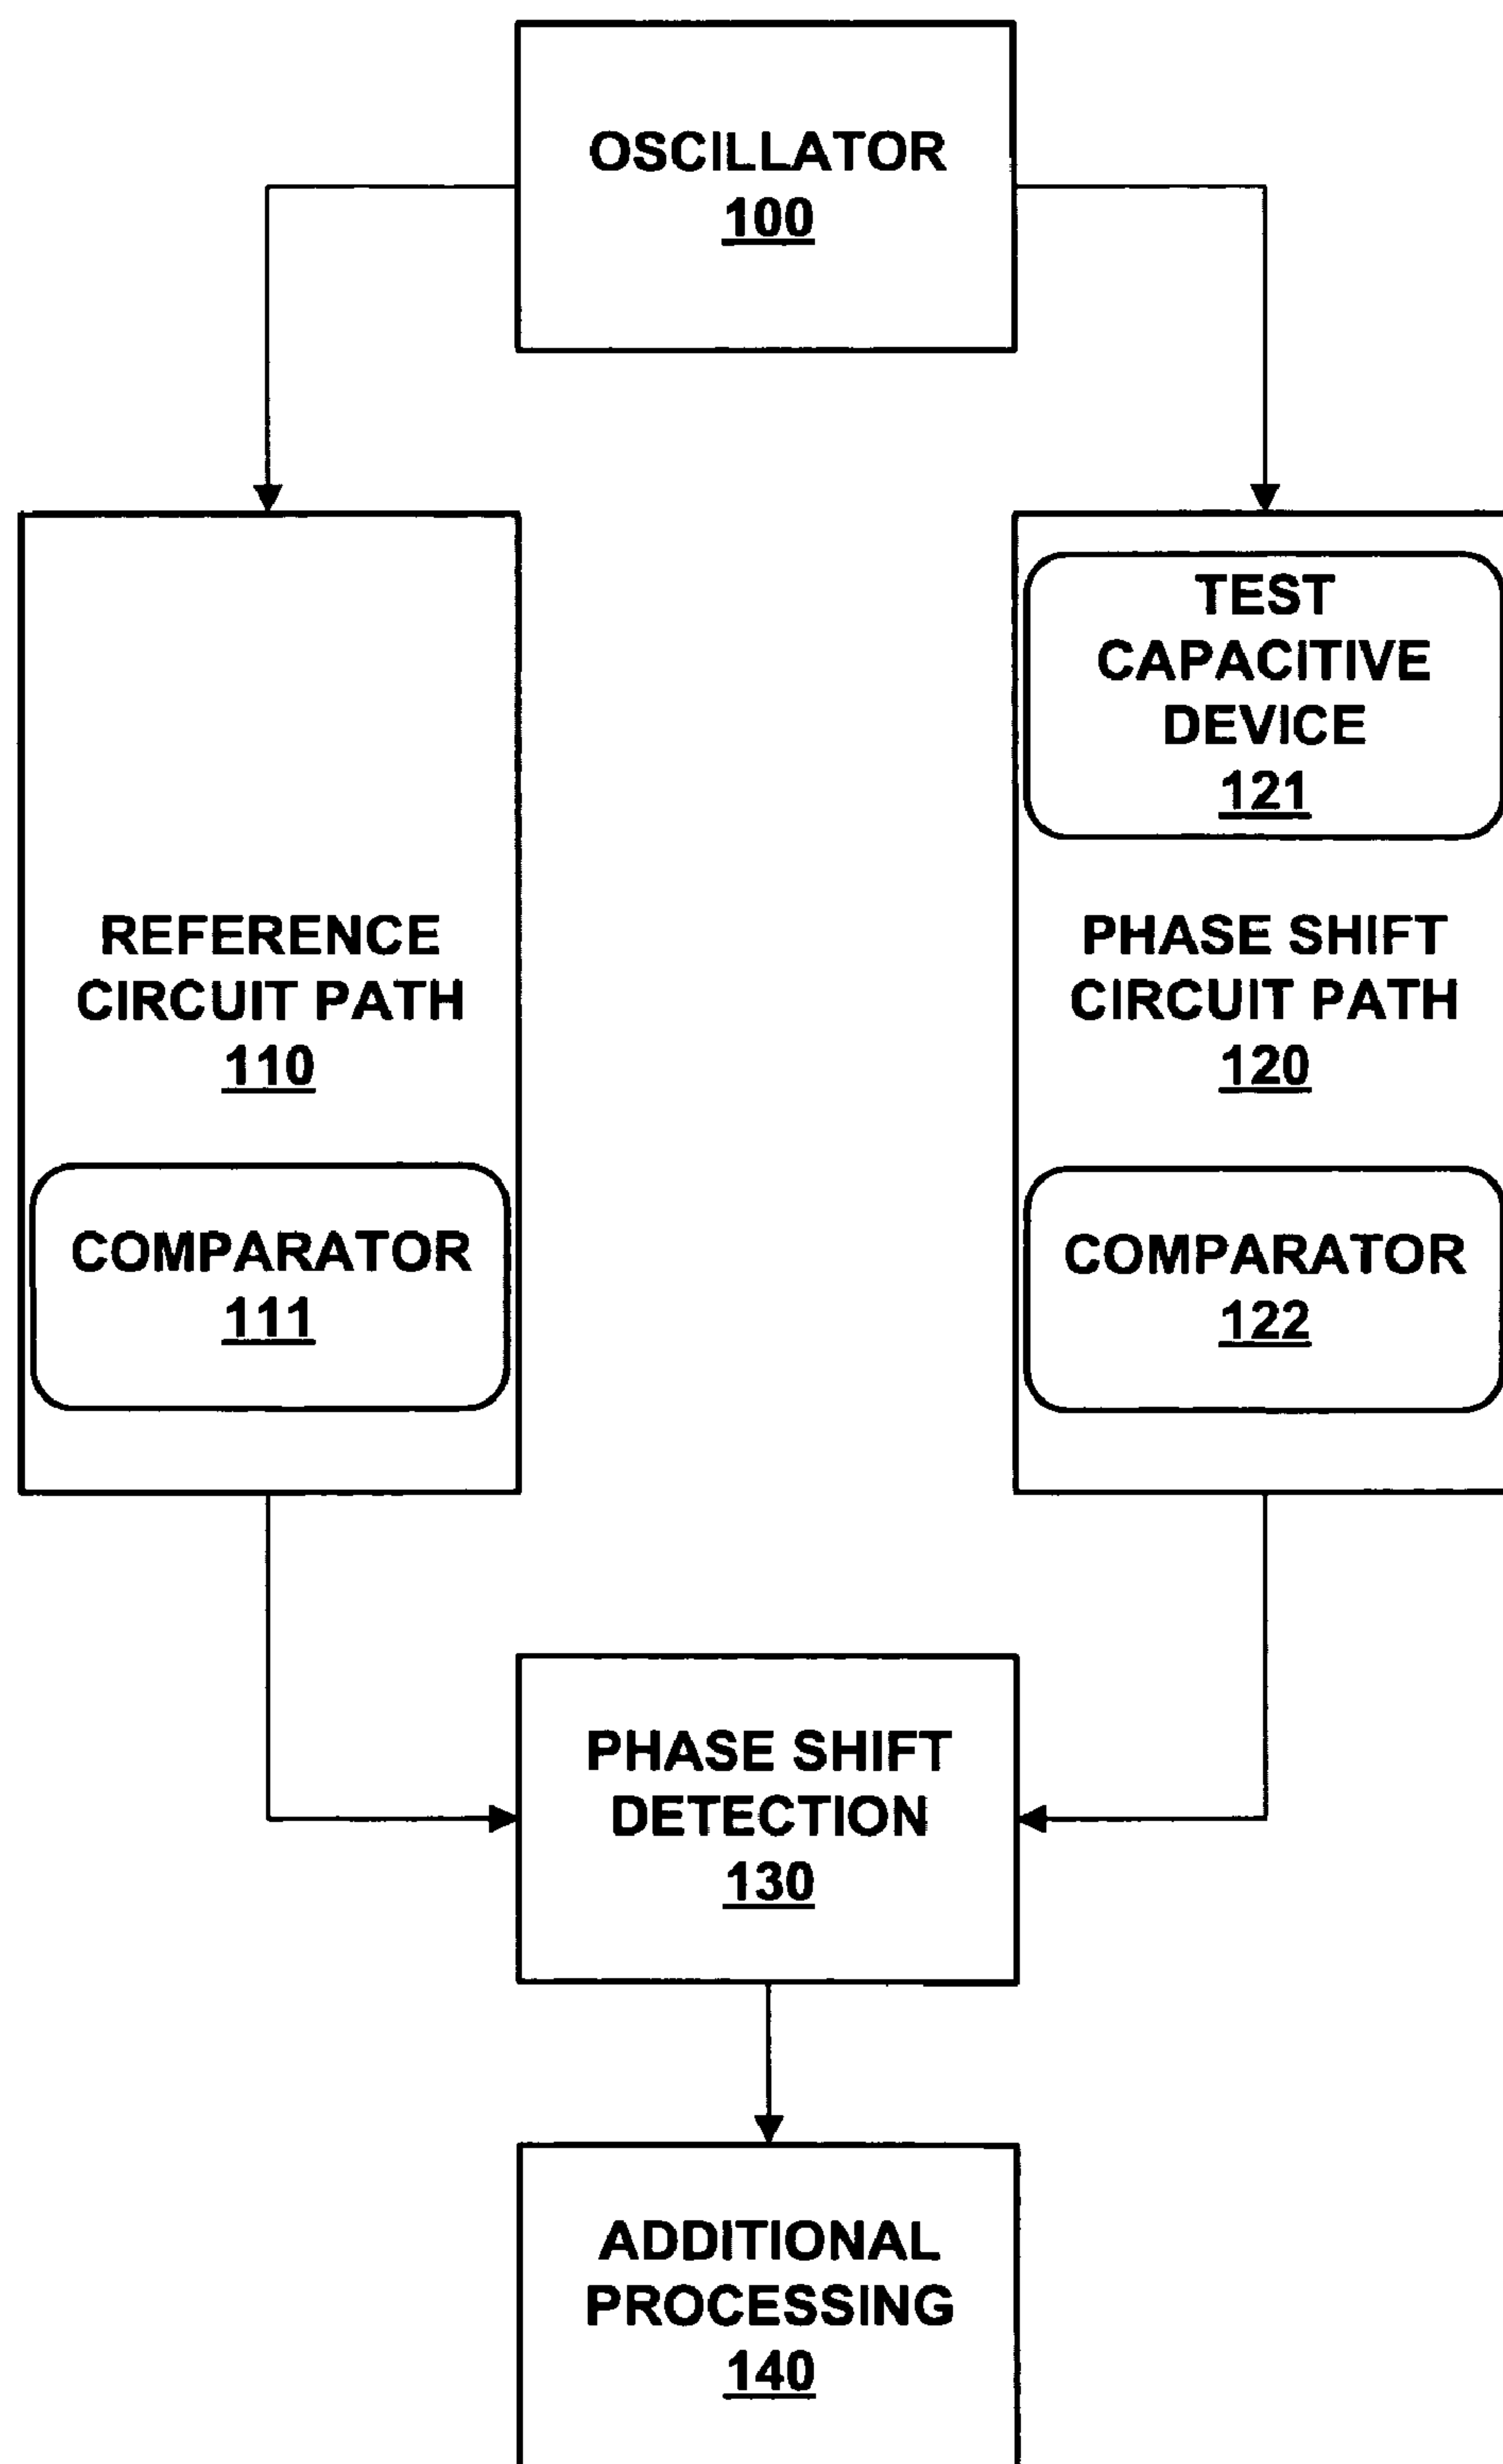 OSCILLATOR
100
TEST
CAPACITIVE
DEVICE
121
REFERENCE
CIRCUIT PATH
110
PHASE SHIFT
CIRCUIT PATH
120
COMPARATOR
111
COMPARATOR
122
PHASE SHIFT
DETECTION
130
ADDITIONAL
PROCESSING
140